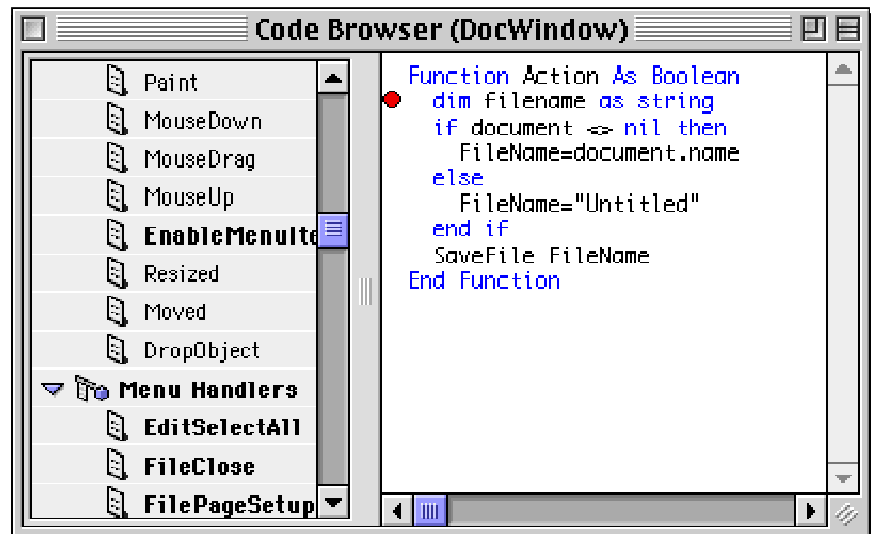 Code Browser (DocWindow)
Paint
MouseDown
MouseDrag
MouseUp
EnableMenuIte
Resized
Moved
DropObject
Menu Handlers
EditSelectAll
FileClose
FilePageSetup
Function Action As Boolean
dim filename as string
if document <> nil then
FileName=document.name
else
FileName="Untitled"
end if
SaveFile FileName
End Function